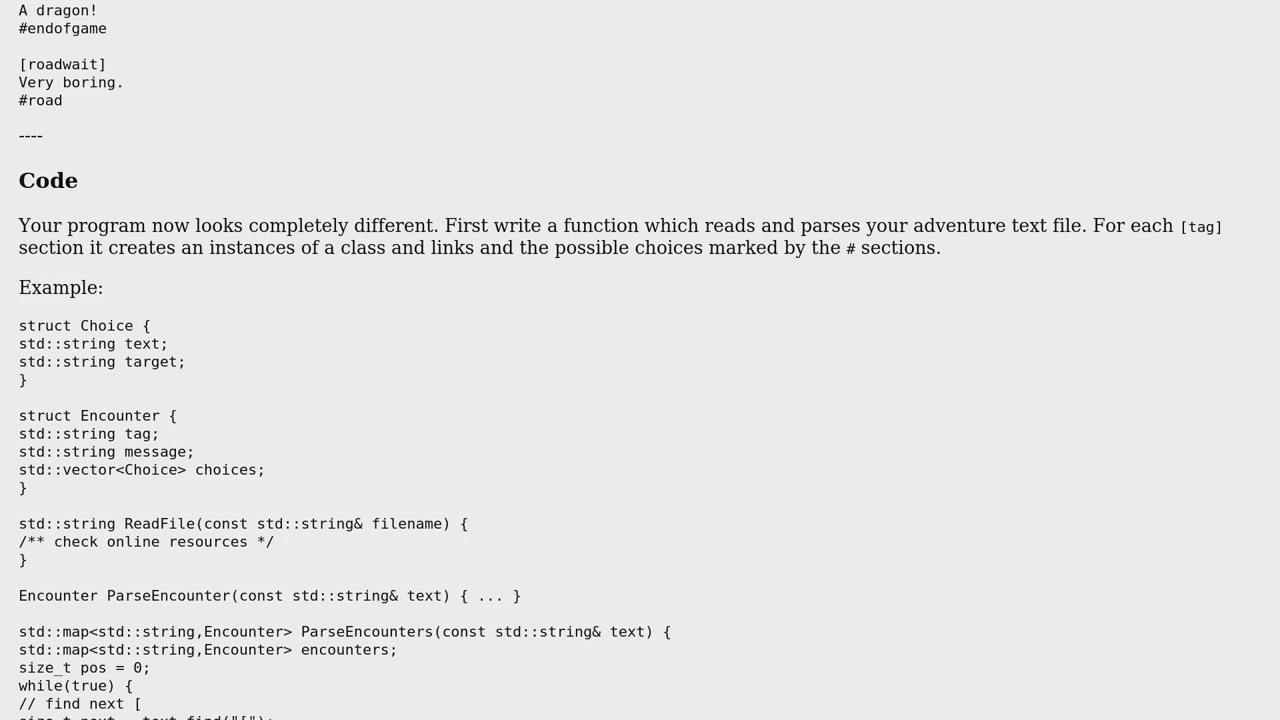 A dragon!
#endofgame
[roadwait]
Very boring.
#road
----
Code
Your program now looks completely different. First write a function which reads and parses your adventure text file. For each [tag]
section it creates an instances of a class and links and the possible choices marked by the # sections.
Example:
struct Choice {
std::string text;
std::string target;
}
struct Encounter {
std::string tag;
std::string message;
std::vector<Choice> choices;
}
std::string ReadFile(const std::string& filename) {
/** check online resources */
}
Encounter ParseEncounter(const std::string& text) { ... }
std::map<std::string,Encounter> ParseEncounters(const std::string& text) {
std::map<std::string,Encounter> encounters;
size_t pos = 0;
while(true) {
// find next [
size_t next = text.find("[");